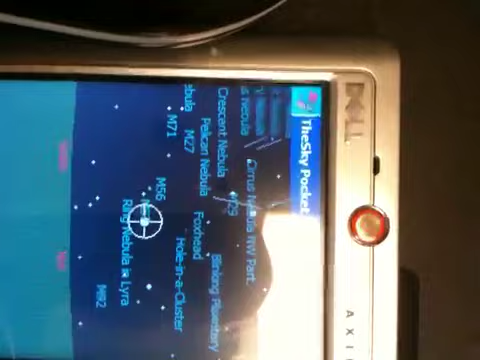 DELL
AXI
TheSky Pocket
Cirrus Nebula NW Part.
Crescent Nebula
Pelican Nebula
M29
Blinking Planetary
Foxhead
M27
M71
Hole-in-a-Cluster
M56
Ring Nebula in Lyra
M92